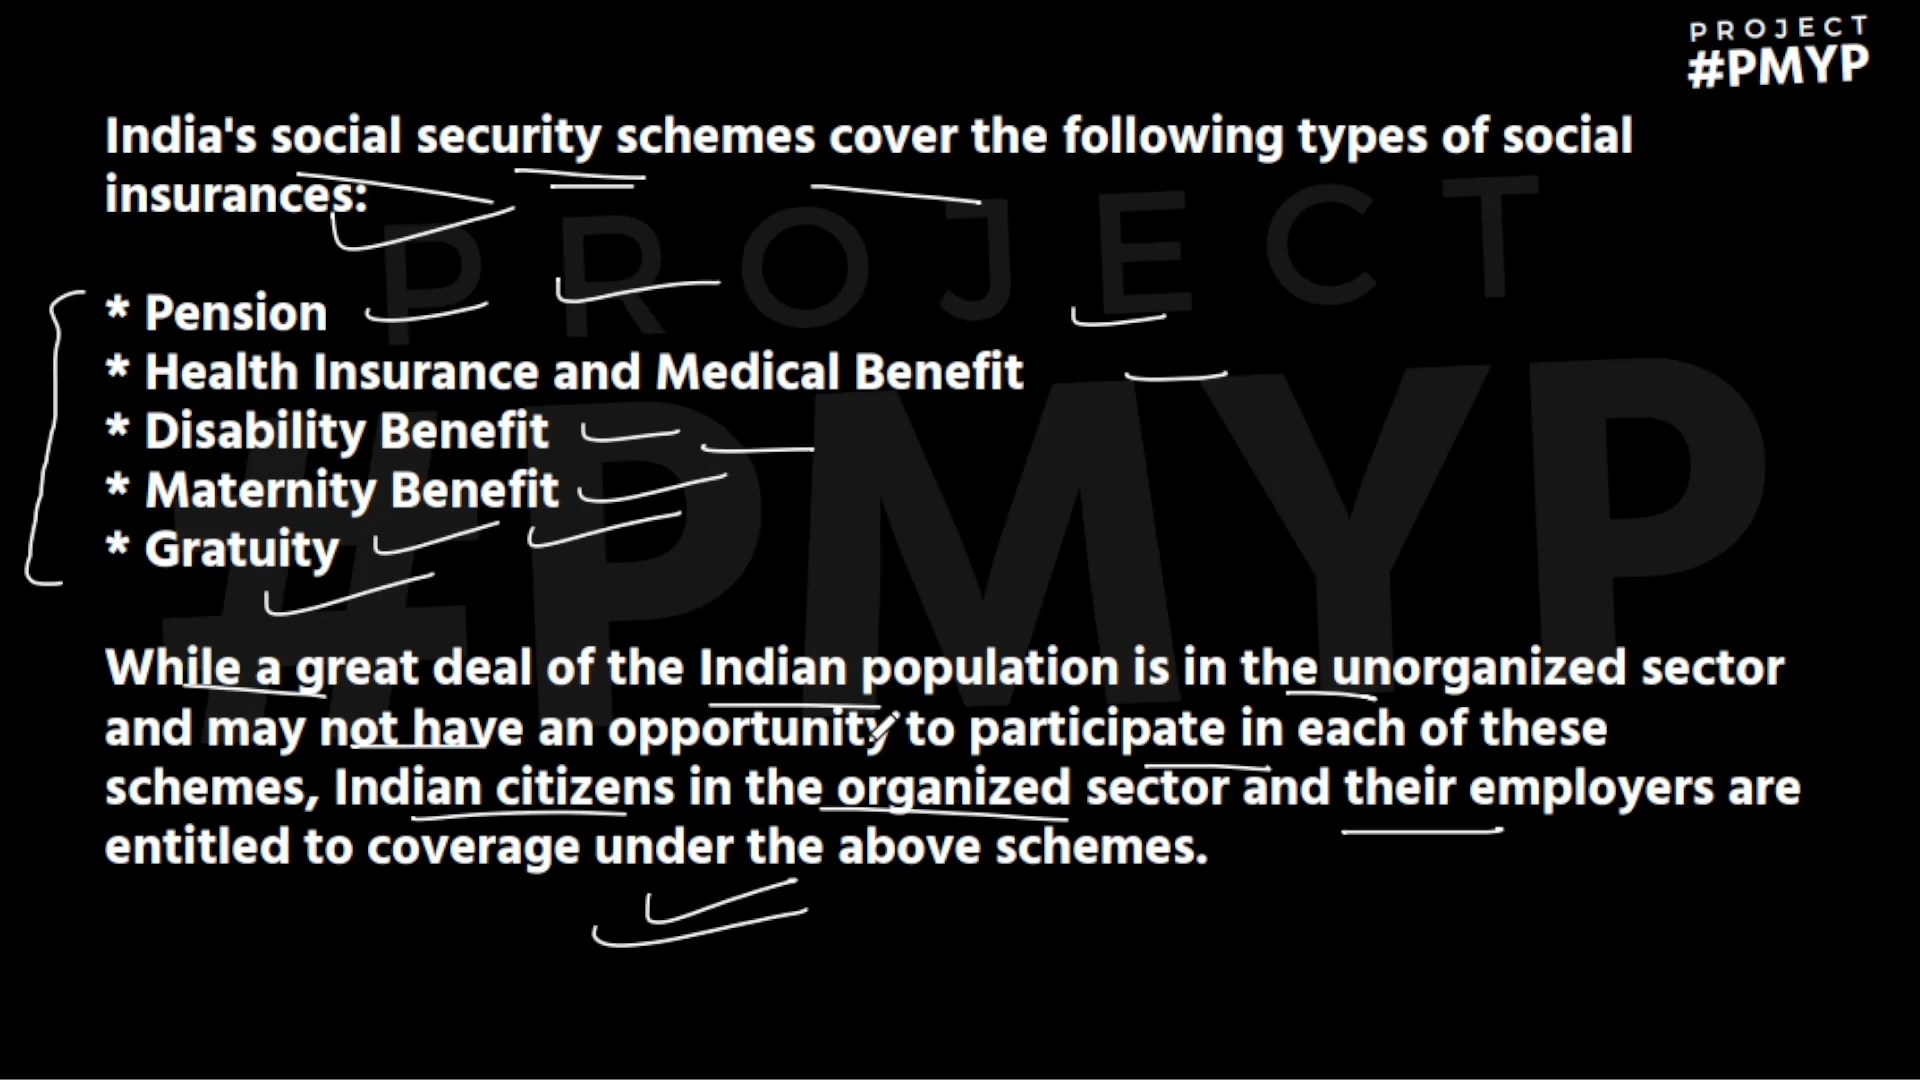 PROJECT
#PMYP
India's social security schemes cover the following types of social
insurances:
* Pension
* Health Insurance and Medical Benefit
* Disability Benefit
* Maternity Benefit
* Gratuity
While a great deal of the Indian population is in the unorganized sector
and may not have an opportunity to participate in each of these
schemes, Indian citizens in the organized sector and their employers are
entitled to coverage under the above schemes.
PROJECT
#PMYP